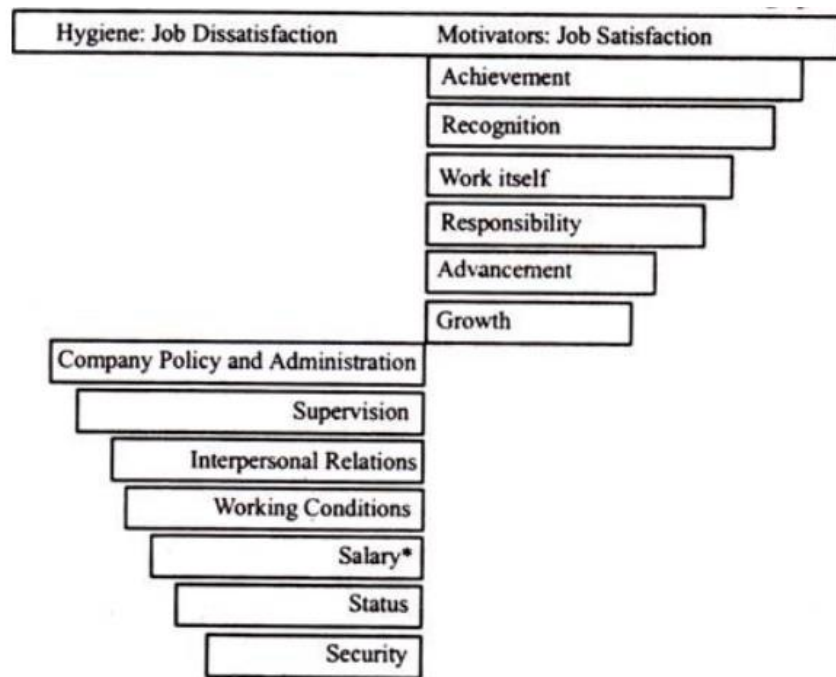 Hygiene: Job Dissatisfaction Motivators: Job Satisfaction
Achievement
Recognition
Work itself
Responsibility
Advancement
Growth
Company Policy and Administration
Supervision
Interpersonal Relations
Working Conditions
Salary*
Status
Security